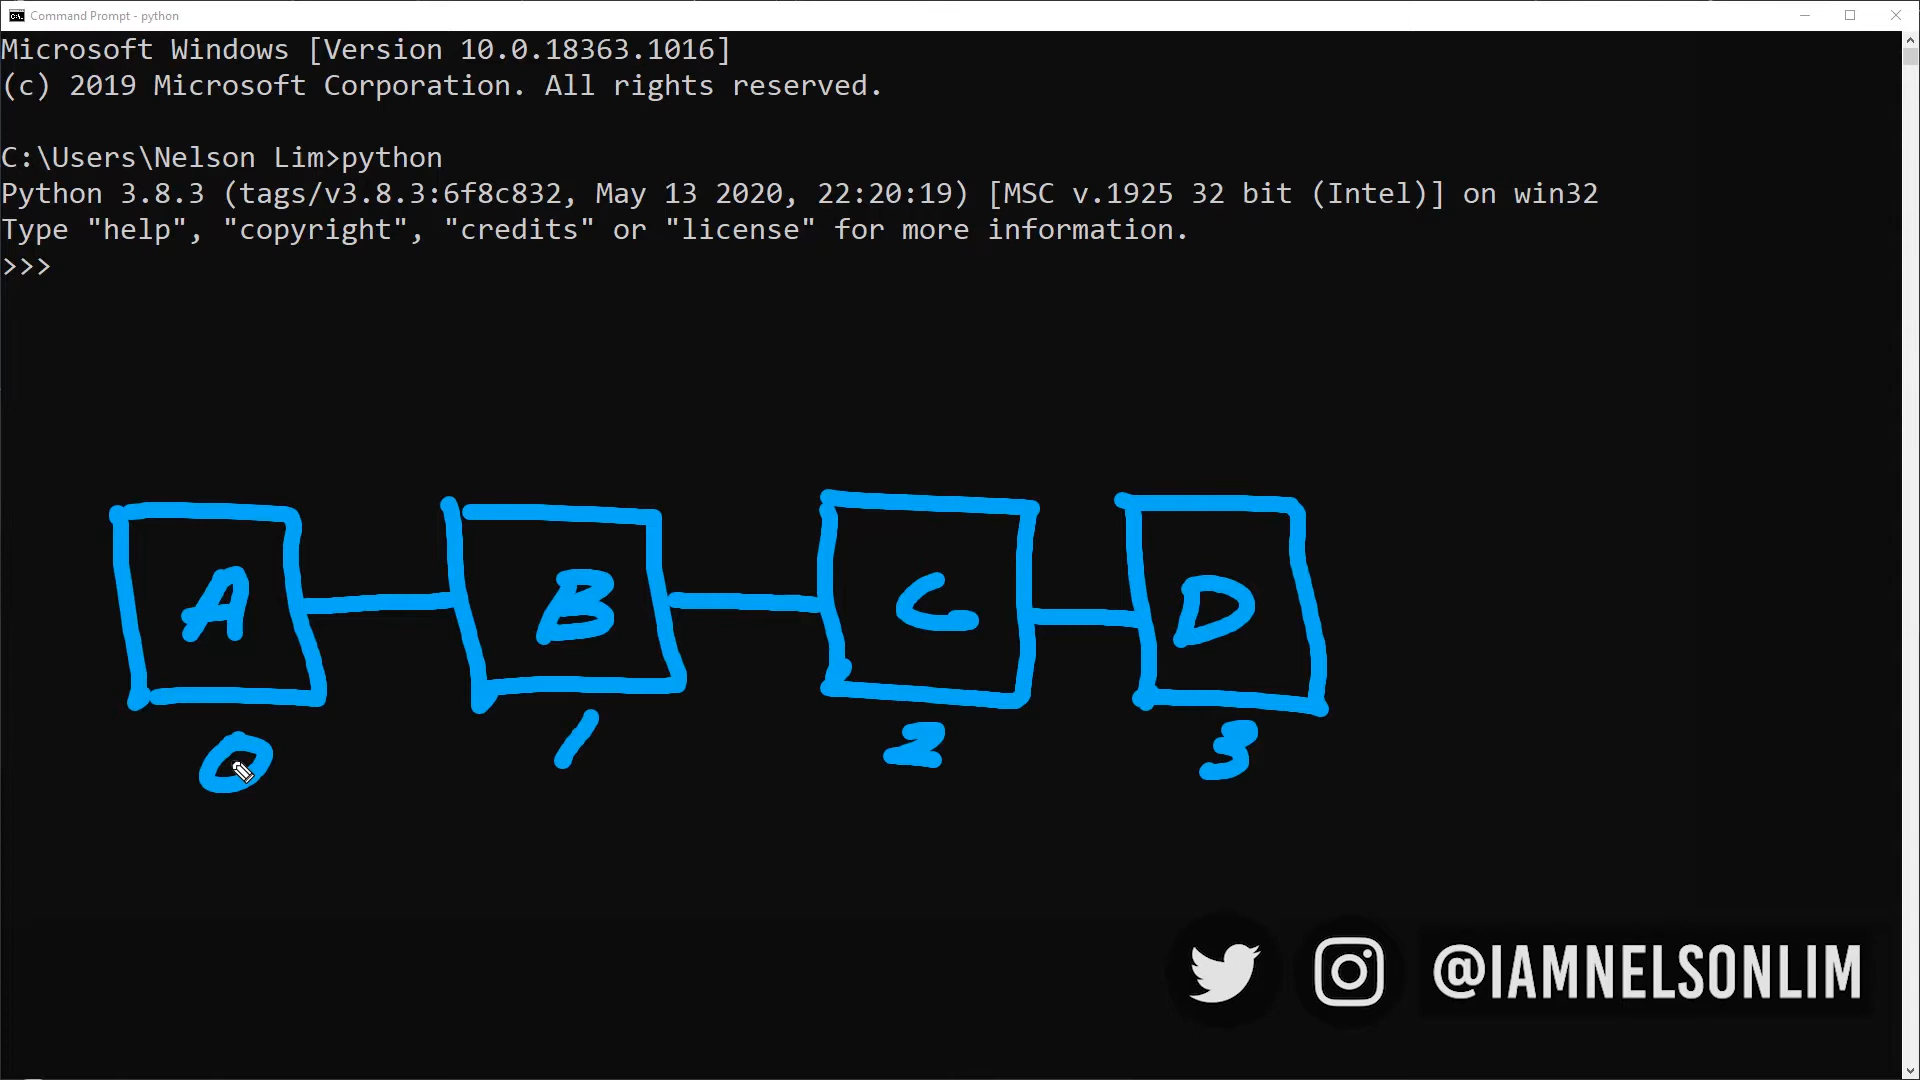 Command Prompt - python
Microsoft Windows [Version 10.0.18363.1016]
(c) 2019 Microsoft Corporation. All rights reserved.
C:\Users\Nelson Lim>python
Python 3.8.3 (tags/v3.8.3:6f8c832, May 13 2020, 22:20:19) [MSC v.1925 32 bit (Intel)] on win32
Type "help", "copyright", "credits" or "license" for more information.
>>>
A B C D
0 1 2 3
@IAMNELSONLIM